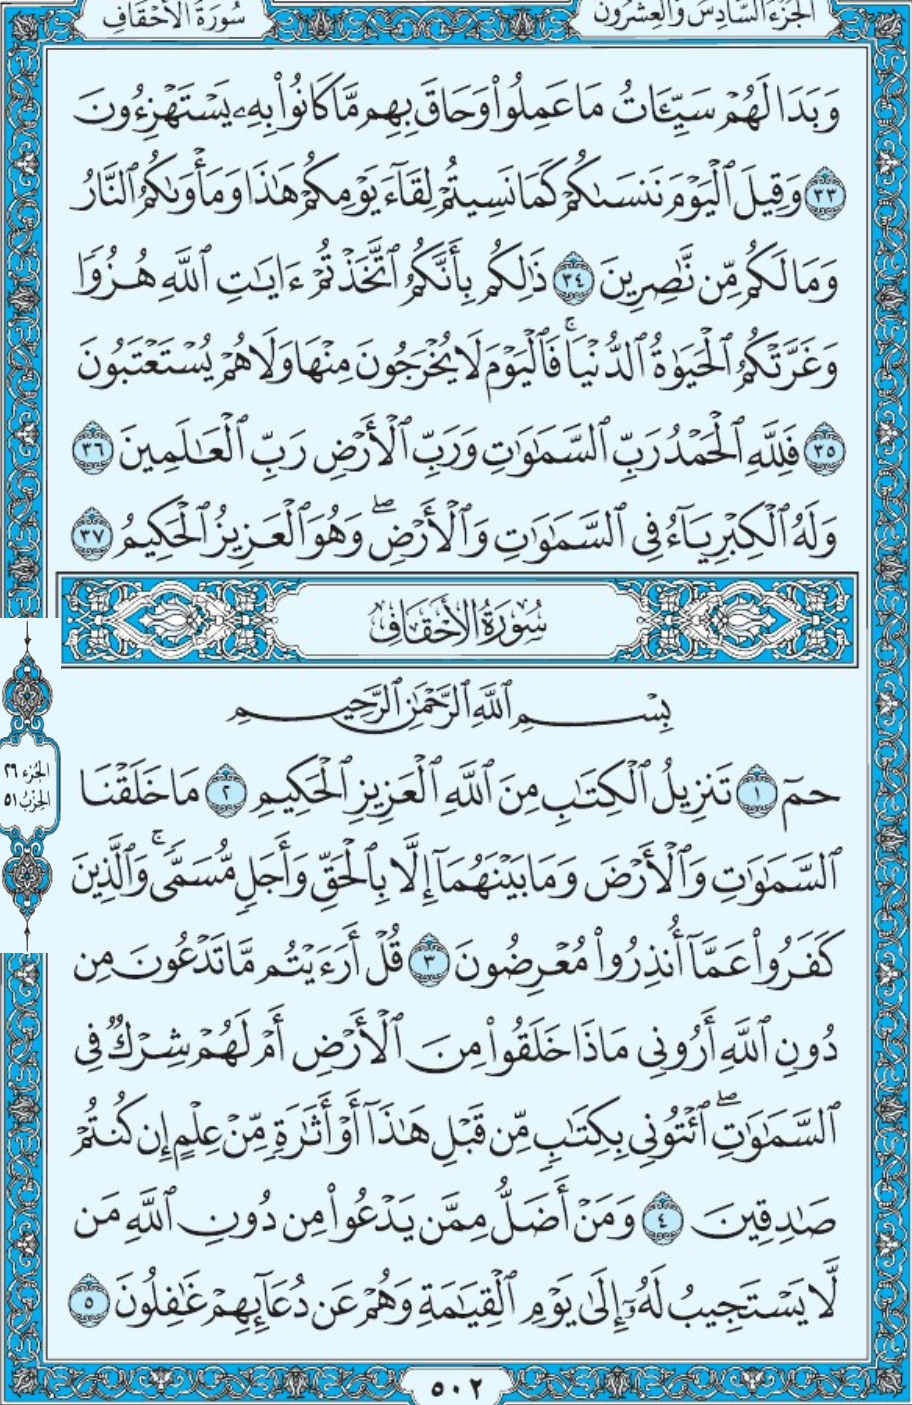 الجزء السادس والعشرون
سورة الأحقاف
وَبَدَا لَهُمْ سَيِّـَٔاتُ مَا عَمِلُوا۟ وَحَاقَ بِهِم مَّا كَانُوا۟ بِهِۦ يَسْتَهْزِءُونَ
٣٣ وَقِيلَ ٱلْيَوْمَ نَنسَىٰكُمْ كَمَا نَسِيتُمْ لِقَآءَ يَوْمِكُمْ هَٰذَا وَمَأْوَىٰكُمُ ٱلنَّارُ
وَمَا لَكُم مِّن نَّٰصِرِينَ ٣٤ ذَٰلِكُم بِأَنَّكُمُ ٱتَّخَذْتُمْ ءَايَٰتِ ٱللَّهِ هُزُوًا
وَغَرَّتْكُمُ ٱلْحَيَوٰةُ ٱلدُّنْيَا ۚ فَٱلْيَوْمَ لَا يُخْرَجُونَ مِنْهَا وَلَا هُمْ يُسْتَعْتَبُونَ
٣٥ فَلِلَّهِ ٱلْحَمْدُ رَبِّ ٱلسَّمَٰوَٰتِ وَرَبِّ ٱلْأَرْضِ رَبِّ ٱلْعَٰلَمِينَ ٣٦
وَلَهُ ٱلْكِبْرِيَآءُ فِى ٱلسَّمَٰوَٰتِ وَٱلْأَرْضِ ۖ وَهُوَ ٱلْعَزِيزُ ٱلْحَكِيمُ ٣٧
سُورَةُ الأَحْقَافِ
بِسْمِ ٱللَّهِ ٱلرَّحْمَٰنِ ٱلرَّحِيمِ
حمٓ ١ تَنزِيلُ ٱلْكِتَٰبِ مِنَ ٱللَّهِ ٱلْعَزِيزِ ٱلْحَكِيمِ ٢ مَا خَلَقْنَا
ٱلسَّمَٰوَٰتِ وَٱلْأَرْضَ وَمَا بَيْنَهُمَآ إِلَّا بِٱلْحَقِّ وَأَجَلٍ مُّسَمًّى ۚ وَٱلَّذِينَ
كَفَرُوا۟ عَمَّآ أُنذِرُوا۟ مُعْرِضُونَ ٣ قُلْ أَرَءَيْتُم مَّا تَدْعُونَ مِن
دُونِ ٱللَّهِ أَرُونِى مَاذَا خَلَقُوا۟ مِنَ ٱلْأَرْضِ أَمْ لَهُمْ شِرْكٌ فِى
ٱلسَّمَٰوَٰتِ ۖ ٱئْتُونِى بِكِتَٰبٍ مِّن قَبْلِ هَٰذَآ أَوْ أَثَٰرَةٍ مِّنْ عِلْمٍ إِن كُنتُمْ
صَٰدِقِينَ ٤ وَمَنْ أَضَلُّ مِمَّن يَدْعُوا۟ مِن دُونِ ٱللَّهِ مَن
لَّا يَسْتَجِيبُ لَهُۥٓ إِلَىٰ يَوْمِ ٱلْقِيَٰمَةِ وَهُمْ عَن دُعَآئِهِمْ غَٰفِلُونَ ٥
الجزء ٢٦
الحزب ٥١
٥٠٢